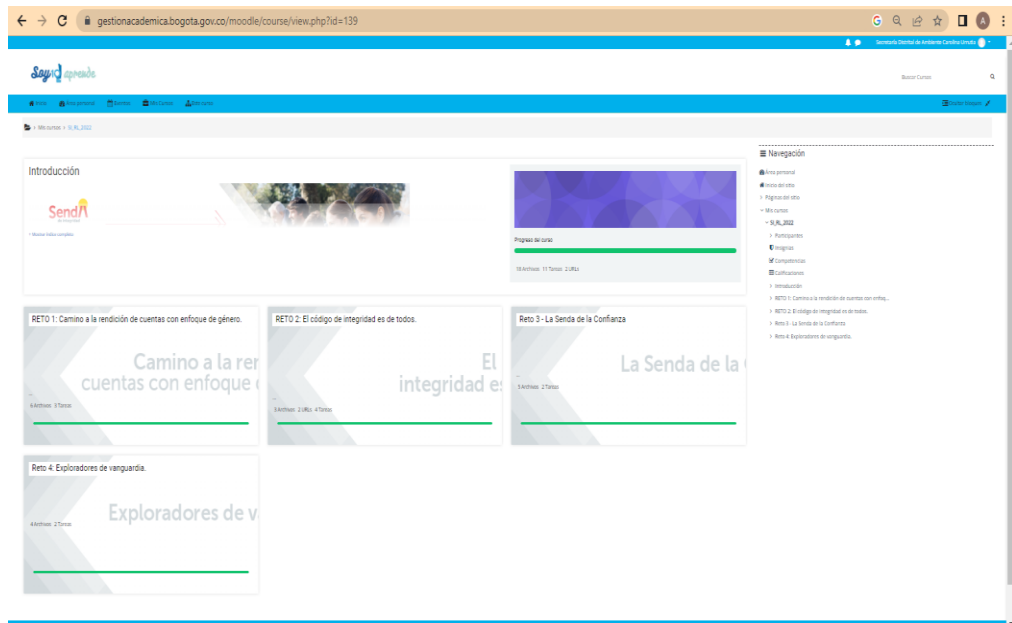 gestionacademica.bogota.gov.co/moodle/course/view.php?id=139
Secretaría Distrital de Ambiente Carolina Urrutia
Soy10 aprende
Buscar Cursos
Inicio Área personal Eventos Mis Cursos Este curso
> Mis cursos > SI_RL_2022
Introducción
Senda
de Integridad
Progreso del curso
18 Archivos 11 Tareas 2 URLs
RETO 1: Camino a la rendición de cuentas con enfoque de género.
Camino a la re
cuentas con enfoque
6 Archivos 3 Tareas
RETO 2: El código de integridad es de todos.
El
integridad es
3 Archivos 2 URLs 4 Tareas
Reto 3 - La Senda de la Confianza
La Senda de la
5 Archivos 2 Tareas
Reto 4: Exploradores de vanguardia.
Exploradores de v
4 Archivos 2 Tareas
Navegación
Área personal
Inicio del sitio
> Páginas del sitio
Mis cursos
SI_RL_2022
> Participantes
Insignias
Competencias
Calificaciones
> Introducción
> RETO 1: Camino a la rendición de cuentas con enfoq...
> RETO 2: El código de integridad es de todos.
> Reto 3 - La Senda de la Confianza
> Reto 4: Exploradores de vanguardia.